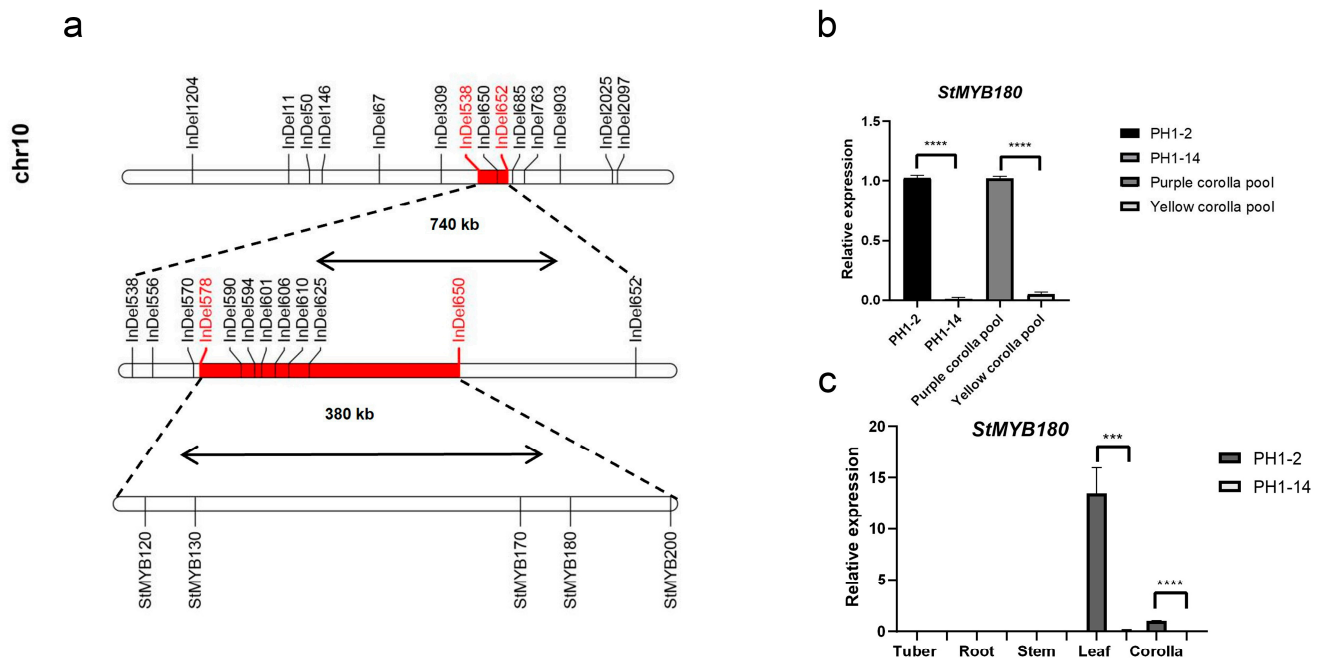 a
chr10
InDel1204
InDel11
InDel50
InDel146
InDel67
InDel309
InDel538
InDel650
InDel652
InDel685
InDel763
InDel903
InDel2025
InDel2097
740 kb
InDel538
InDel556
InDel570
InDel578
InDel590
InDel594
InDel601
InDel606
InDel610
InDel625
InDel650
InDel652
380 kb
StMYB120
StMYB130
StMYB170
StMYB180
StMYB200
b
StMYB180
Relative expression
1.5
1.0
0.5
0.0
****
****
PH1-2
PH1-14
Purple corolla pool
Yellow corolla pool
PH1-2
PH1-14
Purple corolla pool
Yellow corolla pool
c
StMYB180
Relative expression
20
15
10
5
0
***
****
Tuber Root Stem Leaf Corolla
PH1-2
PH1-14